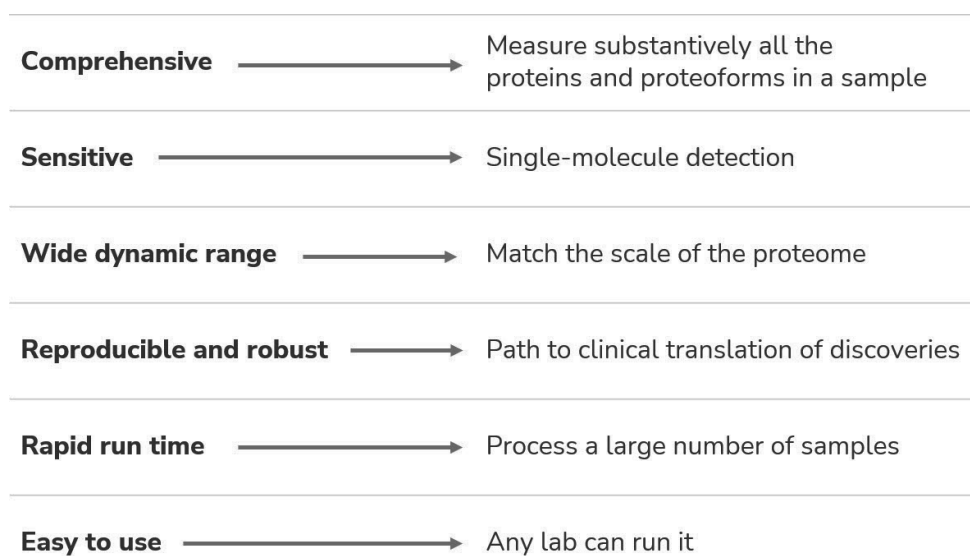 Comprehensive
Measure substantively all the
proteins and proteoforms in a sample
Sensitive
Single-molecule detection
Wide dynamic range
Match the scale of the proteome
Reproducible and robust
Path to clinical translation of discoveries
Rapid run time
Process a large number of samples
Easy to use
Any lab can run it